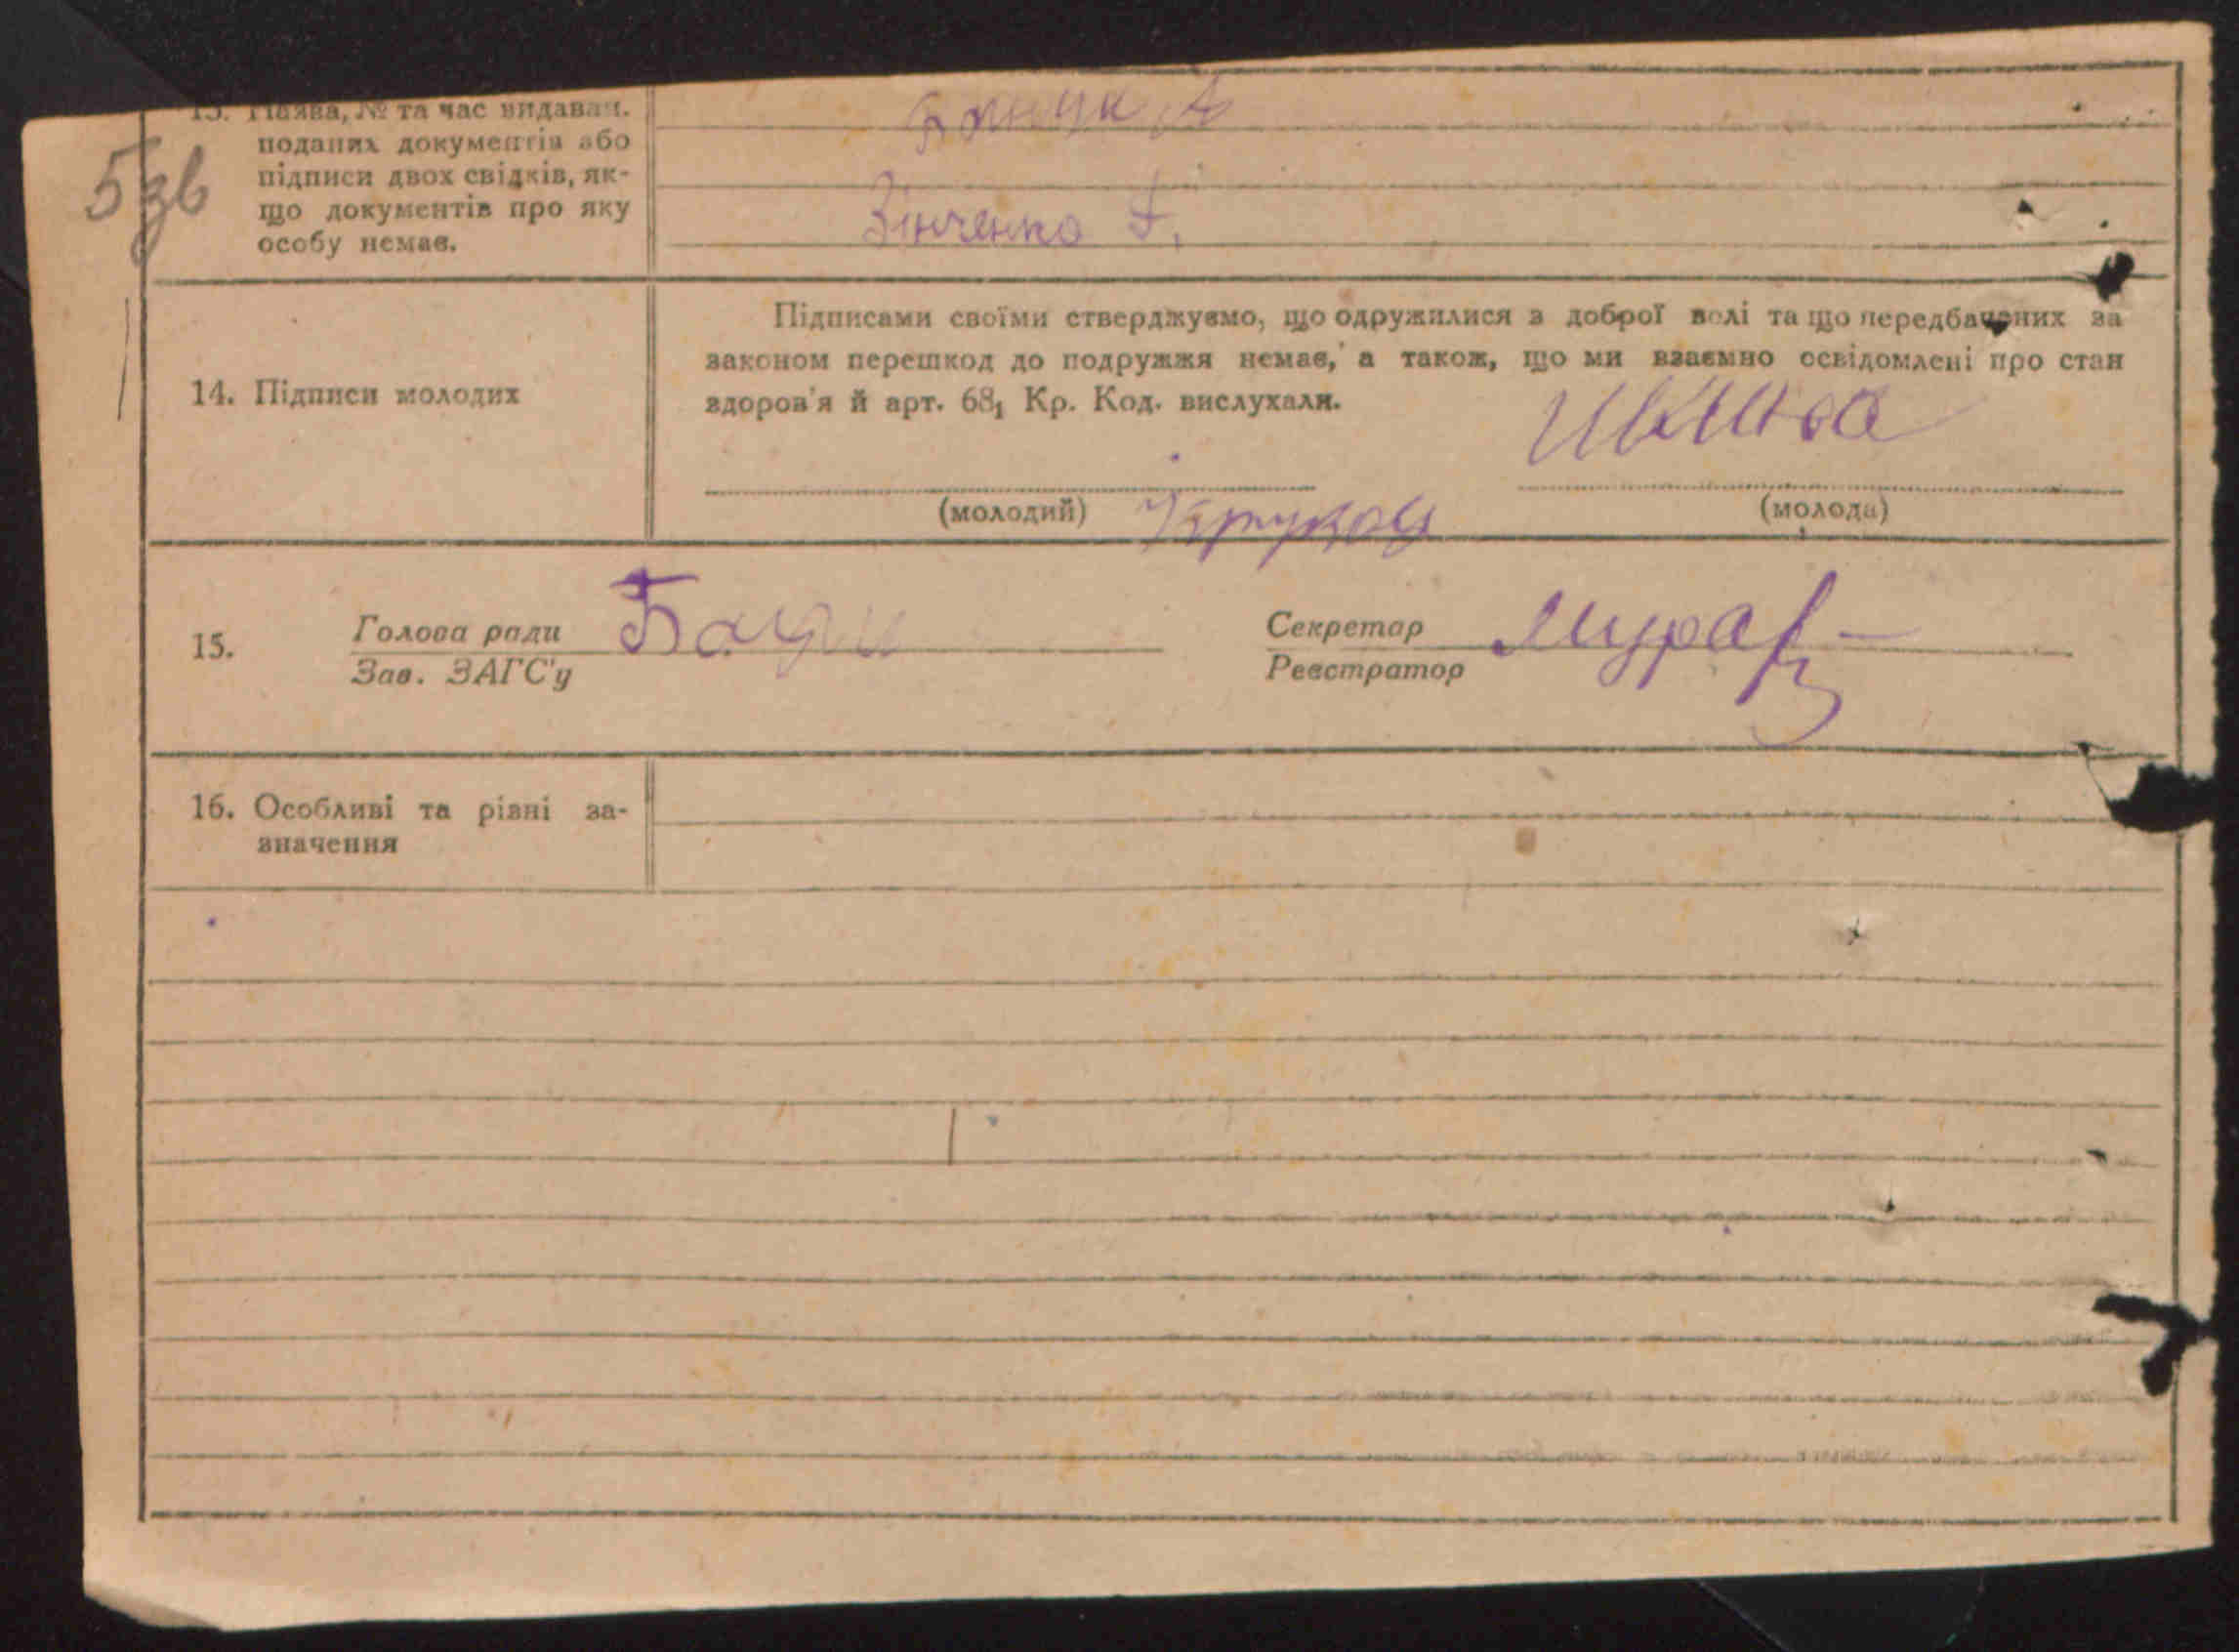 5зв
13. Назва, № та час видаван.
поданих документів або
підписи двох свідків, як-
що документів про яку
особу немає.
Зінченко
14. Підписи молодих
Підписами своїми стверджуємо, що одружилися з доброї волі та що передбачених за
законом перешкод до подружжя немає, а також, що ми взаємно освідомлені про стан
здоров'я й арт. 68₁ Кр. Код. вислухали.
(молодий)
(молода)
15.
Голова ради
Зав. ЗАГС'у
Секретар
Реєстратор
16. Особливі та різні за-
значення